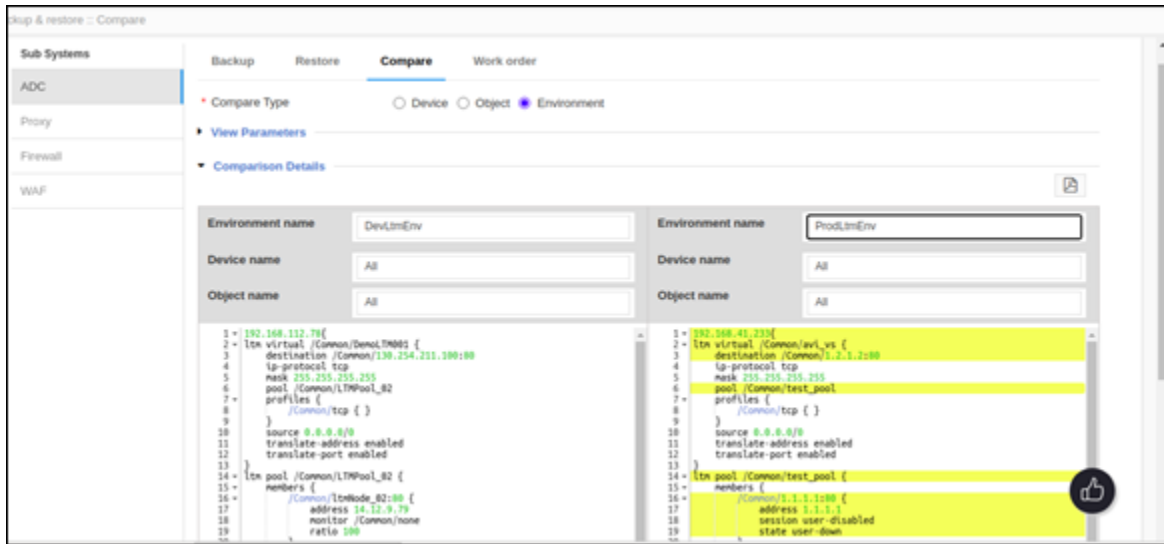 ckup & restore :: Compare
Sub Systems
ADC
Proxy
Firewall
WAF
Backup Restore Compare Work order
* Compare Type Device Object Environment
View Parameters
Comparison Details
Environment name DevLtmEnv
Device name All
Object name All
1 192.168.112.78{
2 ltm virtual /Common/DemoLTM001 {
3 destination /Common/130.254.211.100:80
4 ip-protocol tcp
5 mask 255.255.255.255
6 pool /Common/LTMPool_02
7 profiles {
8 /Common/tcp { }
9 }
10 source 0.0.0.0/0
11 translate-address enabled
12 translate-port enabled
13 }
14 ltm pool /Common/LTMPool_02 {
15 members {
16 /Common/ltmNode_02:80 {
17 address 14.12.9.79
18 monitor /Common/none
19 ratio 100
Environment name ProdLtmEnv
Device name All
Object name All
1 192.168.41.233{
2 ltm virtual /Common/avi_vs {
3 destination /Common/1.2.1.2:80
4 ip-protocol tcp
5 mask 255.255.255.255
6 pool /Common/test_pool
7 profiles {
8 /Common/tcp { }
9 }
10 source 0.0.0.0/0
11 translate-address enabled
12 translate-port enabled
13 }
14 ltm pool /Common/test_pool {
15 members {
16 /Common/1.1.1.1:80 {
17 address 1.1.1.1
18 session user-disabled
19 state user-down